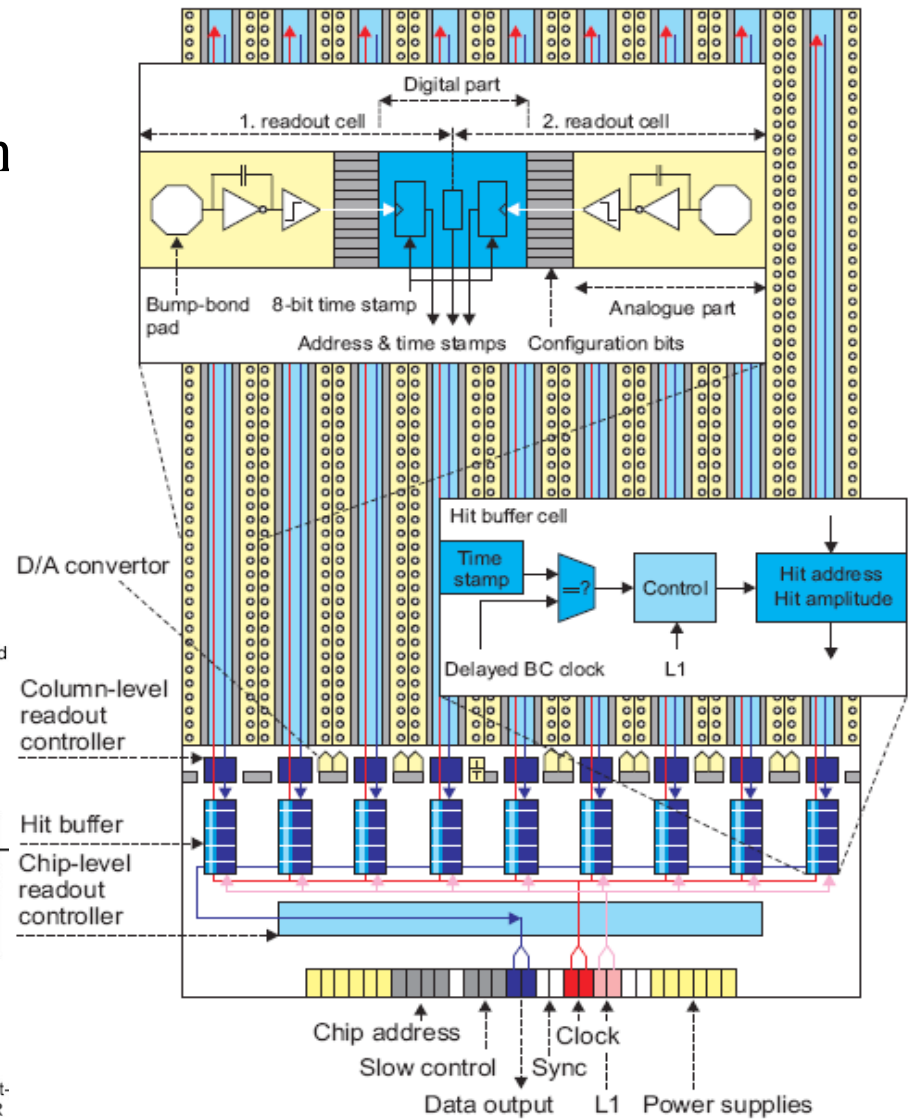 Digital part
1. readout cell
2. readout cell
n
Bump-bond
pad
8-bit time stamp
Analogue part
Address & time stamps
Configuration bits
Hit buffer cell
Time
stamp
=?
Control
Hit address
Hit amplitude
Delayed BC clock
L1
D/A convertor
d
Column-level
readout
controller
Hit buffer
Chip-level
readout
controller
Chip address
Clock
Slow control
Sync
t-
R
Data output
L1
Power supplies